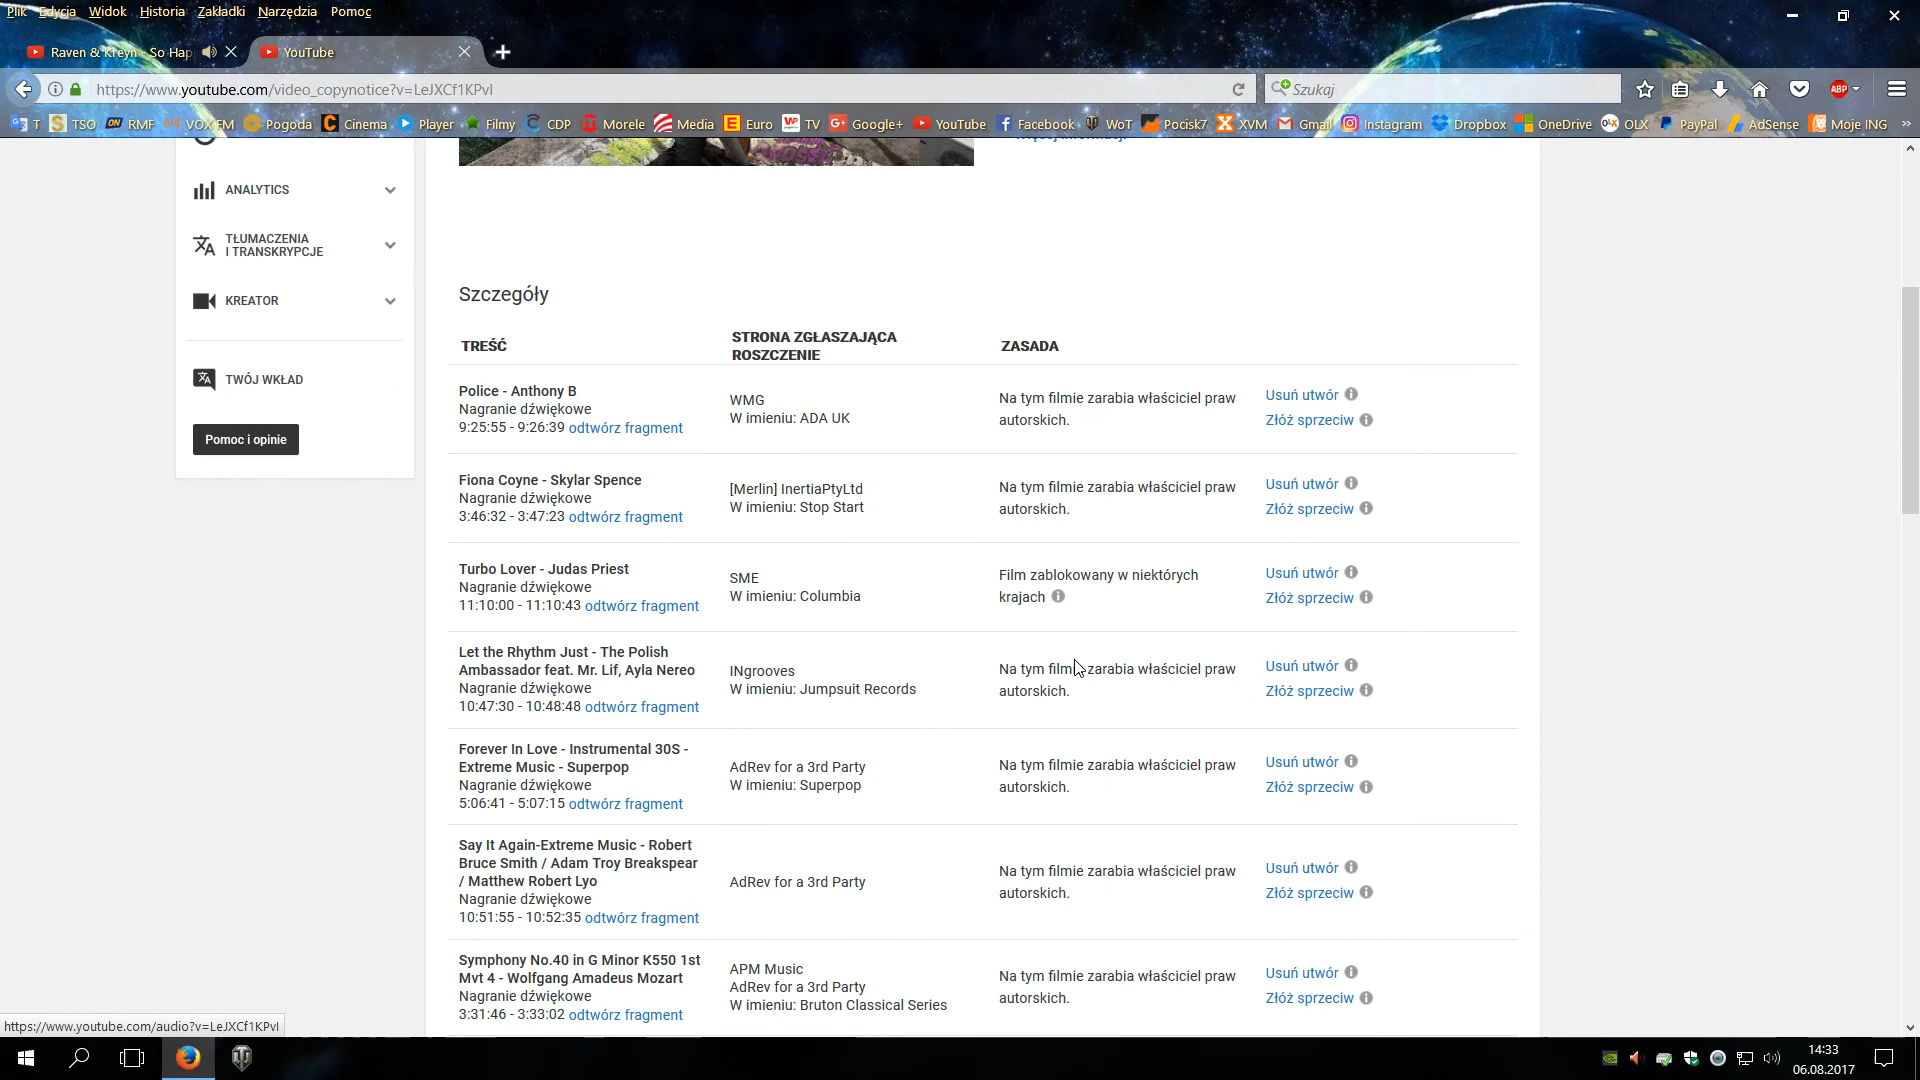 Plik Edycja Widok Historia Zakładki Narzędzia Pomoc
Raven & Kreyn - So Hap
YouTube
https://www.youtube.com/video_copynotice?v=LeJXCf1KPvI
Szukaj
T TSO RMF VOX FM Pogoda Cinema Player Filmy CDP Morele Media Euro TV Google+ YouTube Facebook WoT Pocisk7 XVM Gmail Instagram Dropbox OneDrive OLX PayPal AdSense Moje ING
ANALYTICS
TŁUMACZENIA
I TRANSKRYPCJE
KREATOR
TWÓJ WKŁAD
Pomoc i opinie
Szczegóły
TREŚĆ
STRONA ZGŁASZAJĄCA
ROSZCZENIE
ZASADA
Police - Anthony B
Nagranie dźwiękowe
9:25:55 - 9:26:39 odtwórz fragment
WMG
W imieniu: ADA UK
Na tym filmie zarabia właściciel praw
autorskich.
Usuń utwór
Złóż sprzeciw
Fiona Coyne - Skylar Spence
Nagranie dźwiękowe
3:46:32 - 3:47:23 odtwórz fragment
[Merlin] InertiaPtyLtd
W imieniu: Stop Start
Na tym filmie zarabia właściciel praw
autorskich.
Usuń utwór
Złóż sprzeciw
Turbo Lover - Judas Priest
Nagranie dźwiękowe
11:10:00 - 11:10:43 odtwórz fragment
SME
W imieniu: Columbia
Film zablokowany w niektórych
krajach
Usuń utwór
Złóż sprzeciw
Let the Rhythm Just - The Polish
Ambassador feat. Mr. Lif, Ayla Nereo
Nagranie dźwiękowe
10:47:30 - 10:48:48 odtwórz fragment
INgrooves
W imieniu: Jumpsuit Records
Na tym filmie zarabia właściciel praw
autorskich.
Usuń utwór
Złóż sprzeciw
Forever In Love - Instrumental 30S -
Extreme Music - Superpop
Nagranie dźwiękowe
5:06:41 - 5:07:15 odtwórz fragment
AdRev for a 3rd Party
W imieniu: Superpop
Na tym filmie zarabia właściciel praw
autorskich.
Usuń utwór
Złóż sprzeciw
Say It Again-Extreme Music - Robert
Bruce Smith / Adam Troy Breakspear
/ Matthew Robert Lyo
Nagranie dźwiękowe
10:51:55 - 10:52:35 odtwórz fragment
AdRev for a 3rd Party
Na tym filmie zarabia właściciel praw
autorskich.
Usuń utwór
Złóż sprzeciw
Symphony No.40 in G Minor K550 1st
Mvt 4 - Wolfgang Amadeus Mozart
Nagranie dźwiękowe
3:31:46 - 3:33:02 odtwórz fragment
APM Music
AdRev for a 3rd Party
W imieniu: Bruton Classical Series
Na tym filmie zarabia właściciel praw
autorskich.
Usuń utwór
Złóż sprzeciw
https://www.youtube.com/audio?v=LeJXCf1KPvI
14:33
06.08.2017